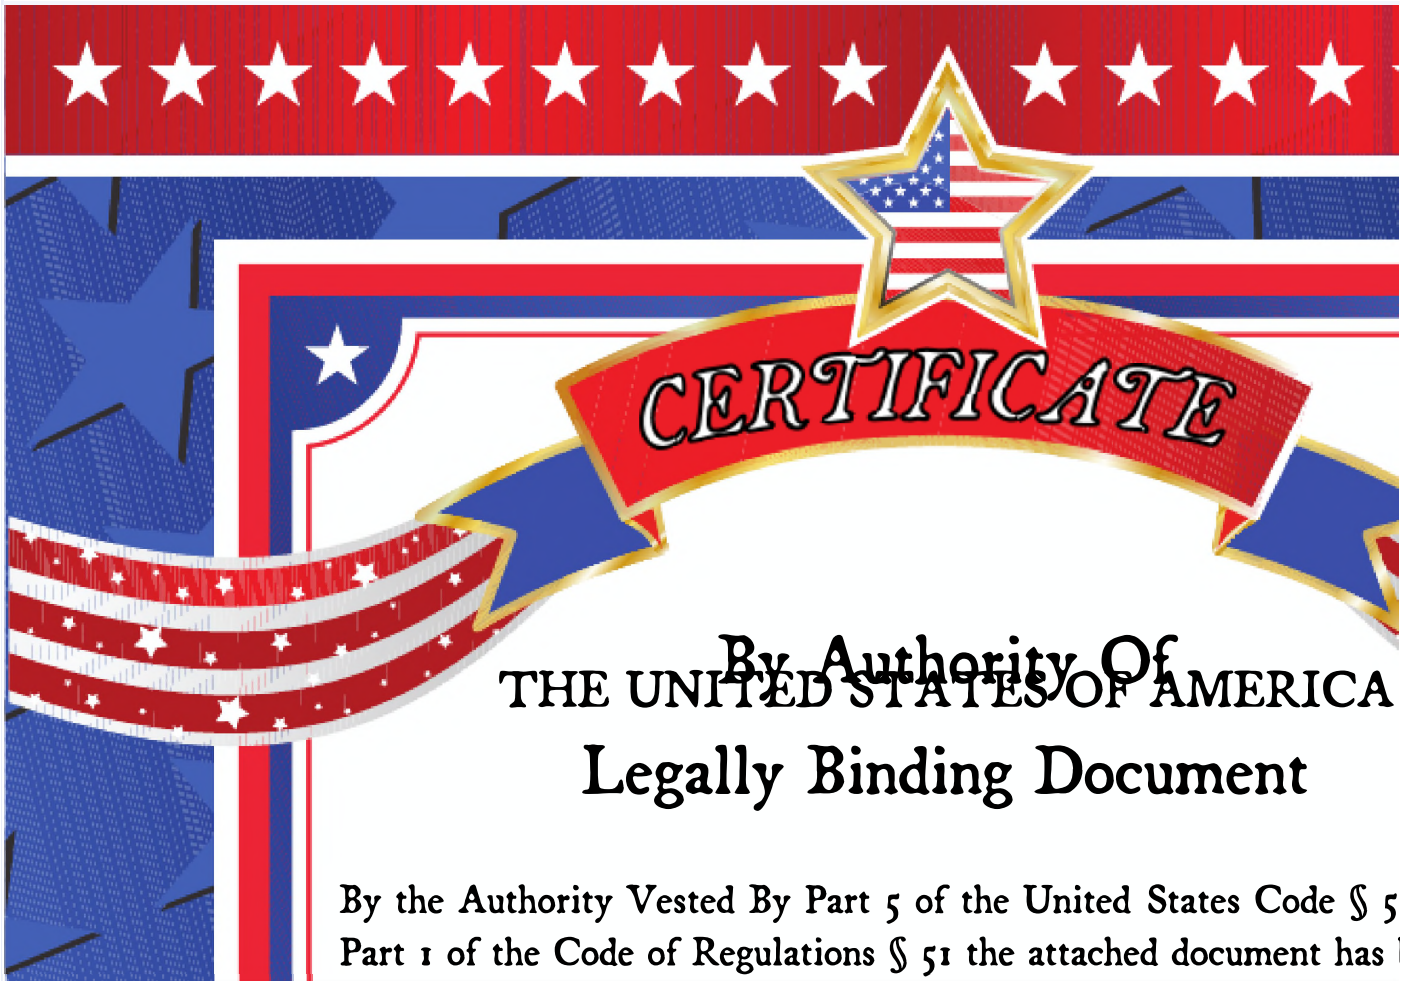 CERTIFICATE
By Authority Of
THE UNITED STATES OF AMERICA
Legally Binding Document
By the Authority Vested By Part 5 of the United States Code § 5
Part 1 of the Code of Regulations § 51 the attached document has